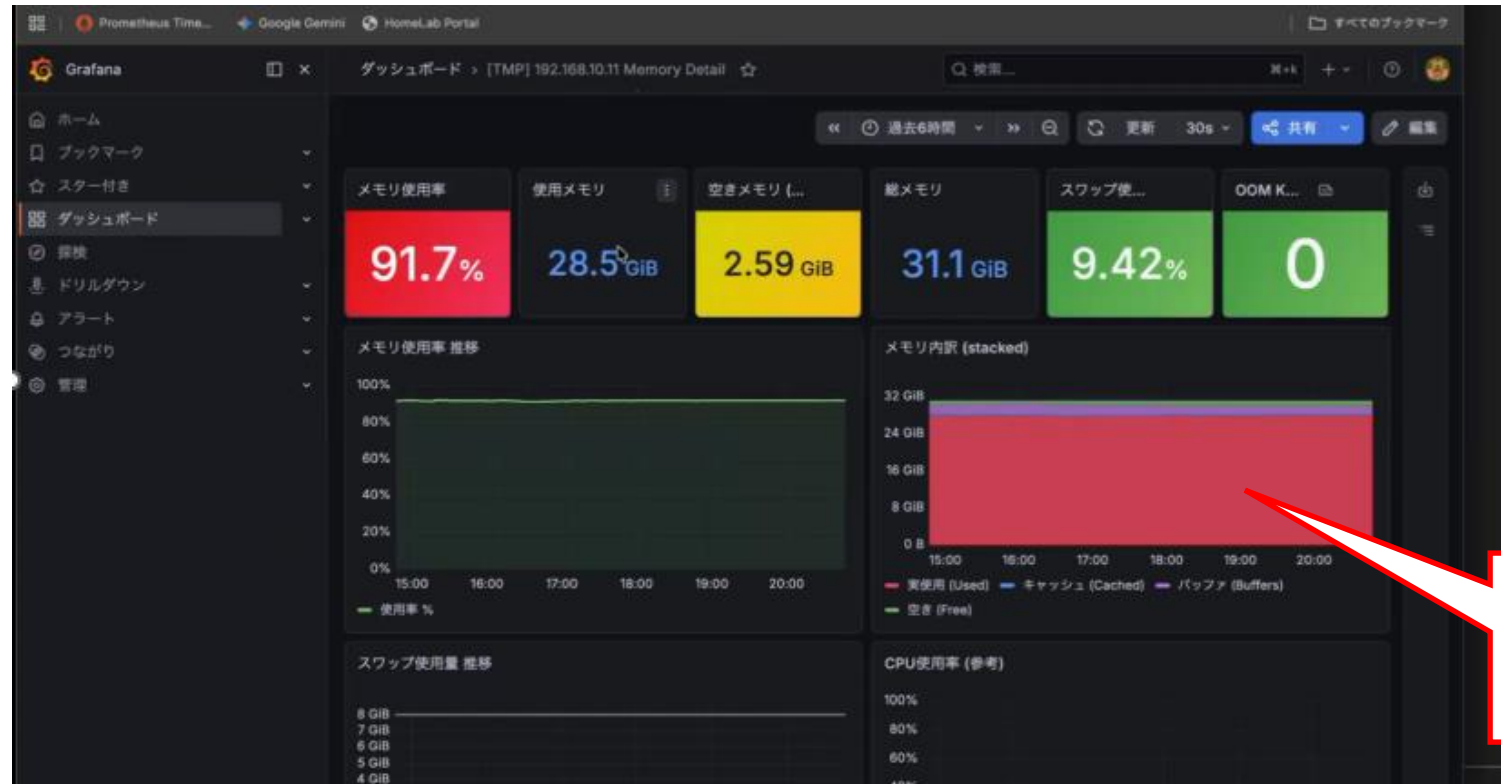 Prometheus Time...
Google Gemini
HomeLab Portal
すべてのブックマーク
Grafana
ダッシュボード › [TMP] 192.168.10.11 Memory Detail
検索...
⌘+k
ホーム
ブックマーク
スター付き
ダッシュボード
探検
ドリルダウン
アラート
つながり
管理
過去6時間
更新 30s
共有
編集
メモリ使用率
91.7%
使用メモリ
28.5 GiB
空きメモリ (...
2.59 GiB
総メモリ
31.1 GiB
スワップ使...
9.42%
OOM K...
0
メモリ使用率 推移
100%
80%
60%
40%
20%
0%
15:00 16:00 17:00 18:00 19:00 20:00
使用率 %
メモリ内訳 (stacked)
32 GiB
24 GiB
16 GiB
8 GiB
0 B
15:00 16:00 17:00 18:00 19:00 20:00
実使用 (Used) キャッシュ (Cached) バッファ (Buffers)
空き (Free)
スワップ使用量 推移
8 GiB
7 GiB
6 GiB
5 GiB
4 GiB
CPU使用率 (参考)
100%
80%
60%